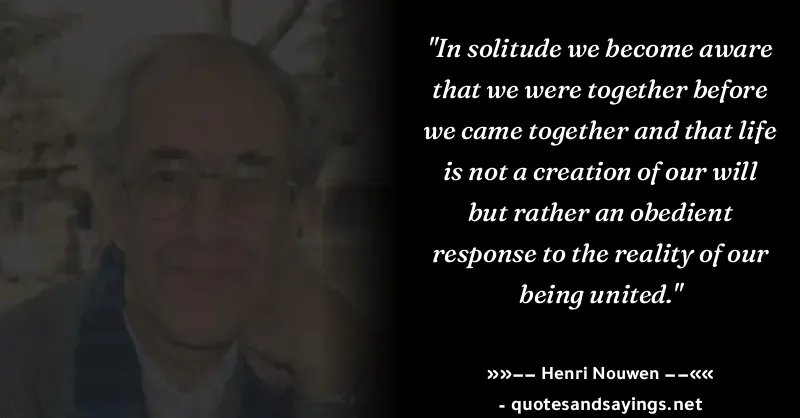 "In solitude we become aware
that we were together before
we came together and that life
is not a creation of our will
but rather an obedient
response to the reality of our
being united."
»»−− Henri Nouwen −−««
- quotesandsayings.net